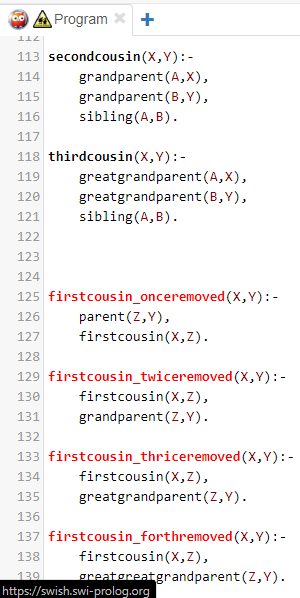 Program
112
113 secondcousin(X,Y):-
114 grandparent(A,X),
115 grandparent(B,Y),
116 sibling(A,B).
117
118 thirdcousin(X,Y):-
119 greatgrandparent(A,X),
120 greatgrandparent(B,Y),
121 sibling(A,B).
122
123
124
125 firstcousin_onceremoved(X,Y):-
126 parent(Z,Y),
127 firstcousin(X,Z).
128
129 firstcousin_twiceremoved(X,Y):-
130 firstcousin(X,Z),
131 grandparent(Z,Y).
132
133 firstcousin_thriceremoved(X,Y):-
134 firstcousin(X,Z),
135 greatgrandparent(Z,Y).
136
137 firstcousin_forthremoved(X,Y):-
138 firstcousin(X,Z),
139 greatgreatgrandparent(Z,Y).
https://swish.swi-prolog.org